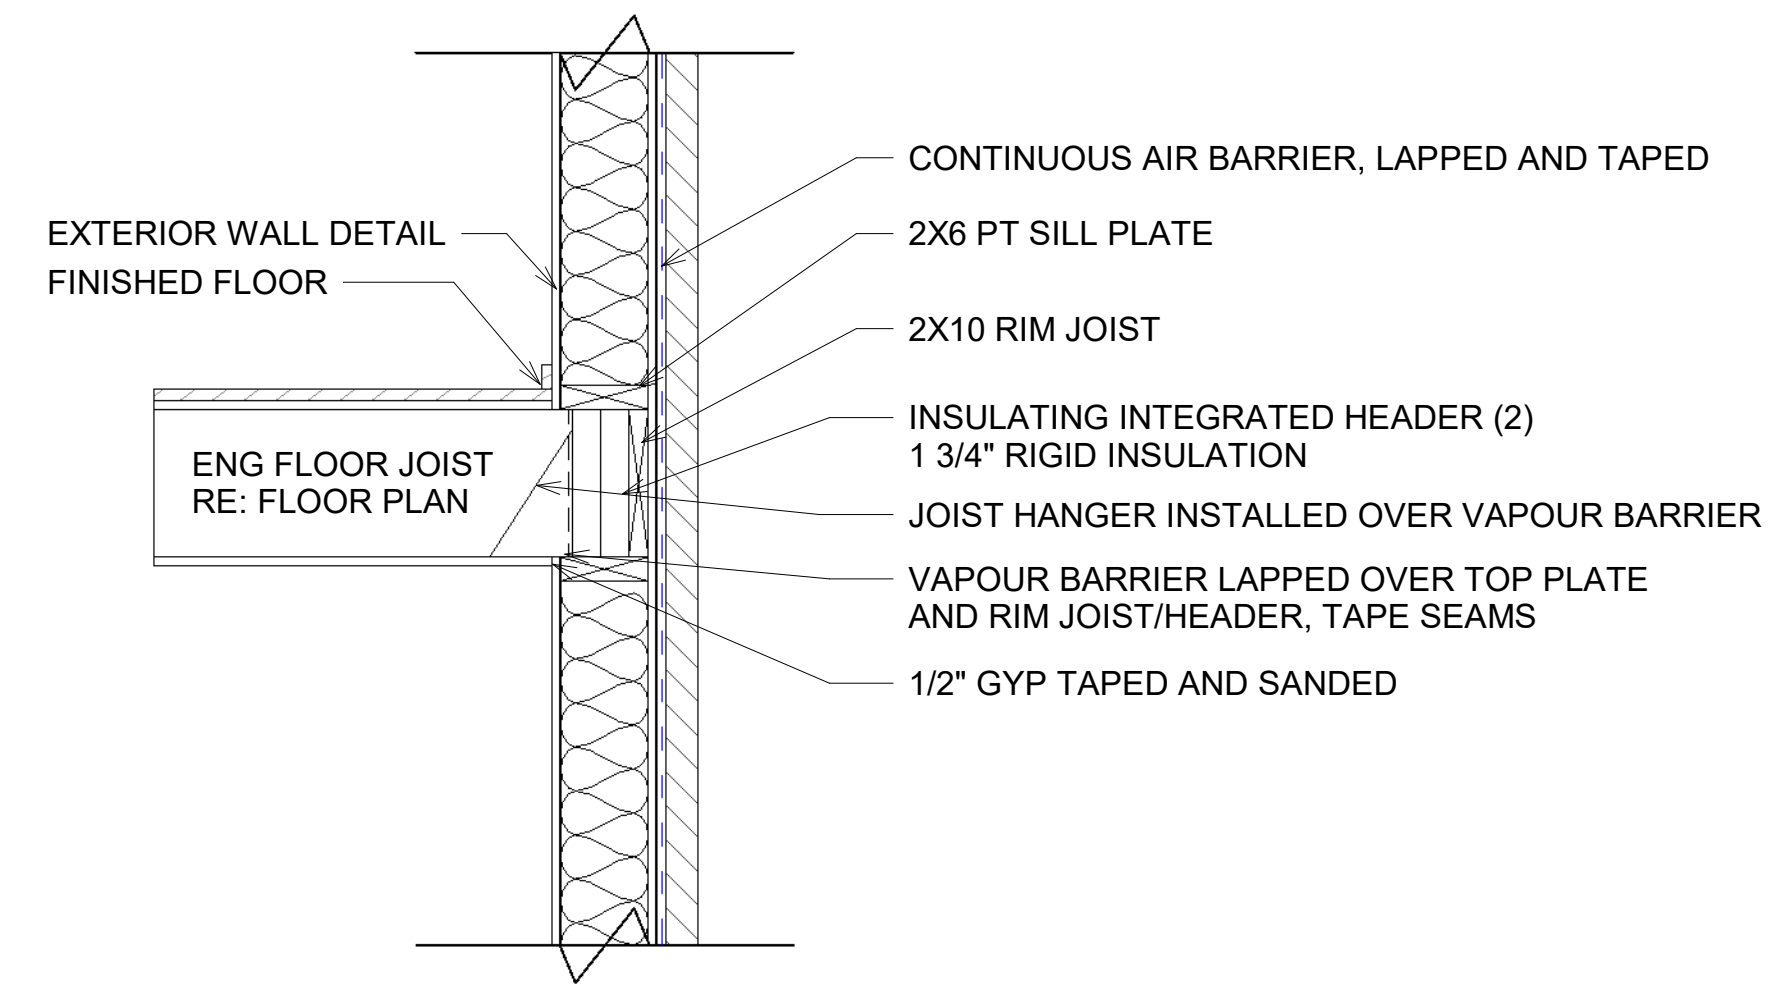 CONTINUOUS AIR BARRIER, LAPPED AND TAPED
EXTERIOR WALL DETAIL
2X6 PT SILL PLATE
FINISHED FLOOR
2X10 RIM JOIST
INSULATING INTEGRATED HEADER (2)
1 3/4" RIGID INSULATION
ENG FLOOR JOIST
RE: FLOOR PLAN
JOIST HANGER INSTALLED OVER VAPOUR BARRIER
VAPOUR BARRIER LAPPED OVER TOP PLATE
AND RIM JOIST/HEADER, TAPE SEAMS
1/2" GYP TAPED AND SANDED